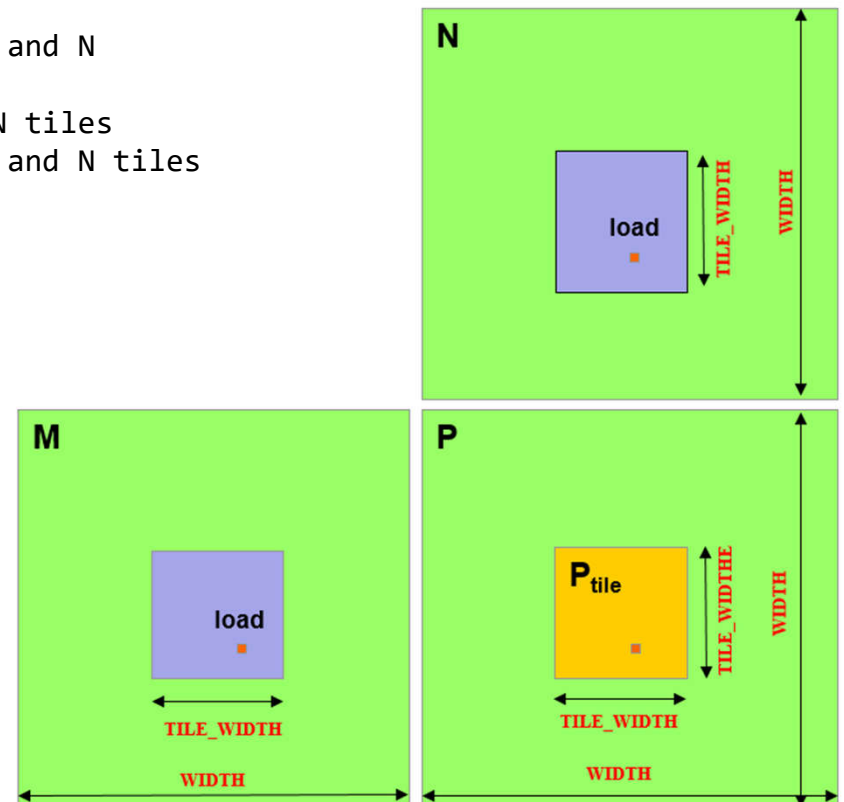 and N
N tiles
and N tiles
N
load
TILE_WIDTH
WIDTH
M
load
TILE_WIDTH
WIDTH
P
Ptile
TILE_WIDTHE
WIDTH
TILE_WIDTH
WIDTH